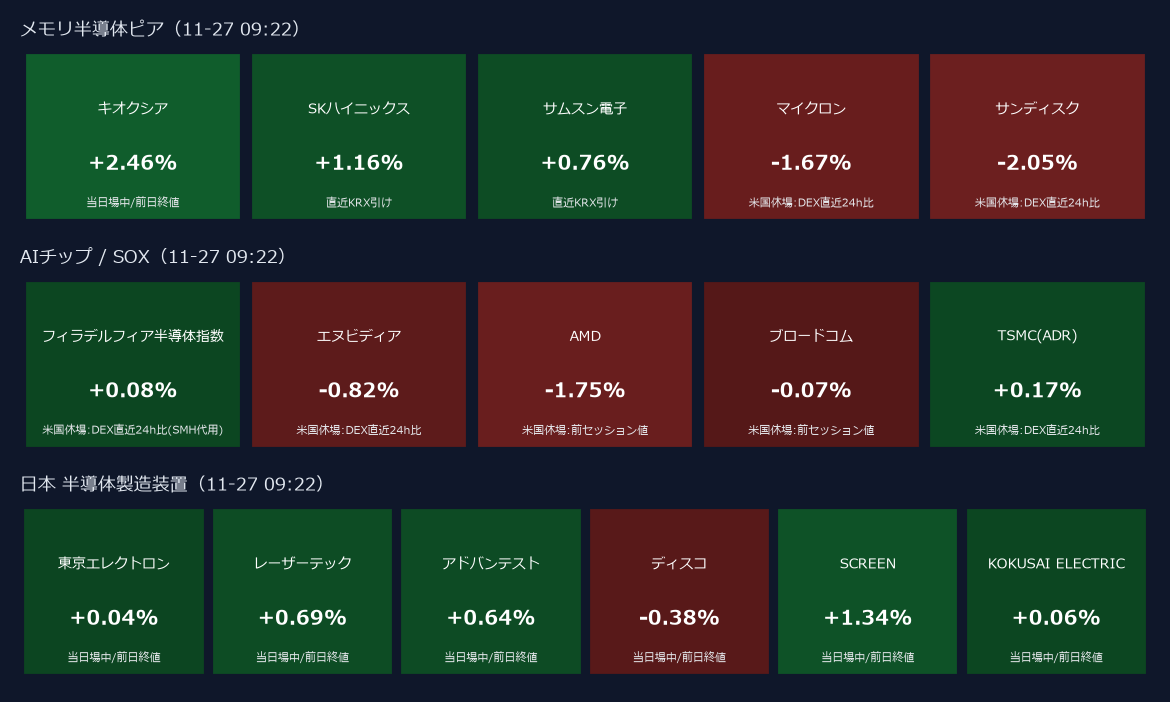 メモリ半導体ピア（11-27 09:22）
キオクシア
+2.46%
当日場中/前日終値
SKハイニックス
+1.16%
直近KRX引け
サムスン電子
+0.76%
直近KRX引け
マイクロン
-1.67%
米国休場:DEX直近24h比
サンディスク
-2.05%
米国休場:DEX直近24h比
AIチップ / SOX（11-27 09:22）
フィラデルフィア半導体指数
+0.08%
米国休場:DEX直近24h比(SMH代用)
エヌビディア
-0.82%
米国休場:DEX直近24h比
AMD
-1.75%
米国休場:前セッション値
ブロードコム
-0.07%
米国休場:前セッション値
TSMC(ADR)
+0.17%
米国休場:DEX直近24h比
日本 半導体製造装置（11-27 09:22）
東京エレクトロン
+0.04%
当日場中/前日終値
レーザーテック
+0.69%
当日場中/前日終値
アドバンテスト
+0.64%
当日場中/前日終値
ディスコ
-0.38%
当日場中/前日終値
SCREEN
+1.34%
当日場中/前日終値
KOKUSAI ELECTRIC
+0.06%
当日場中/前日終値